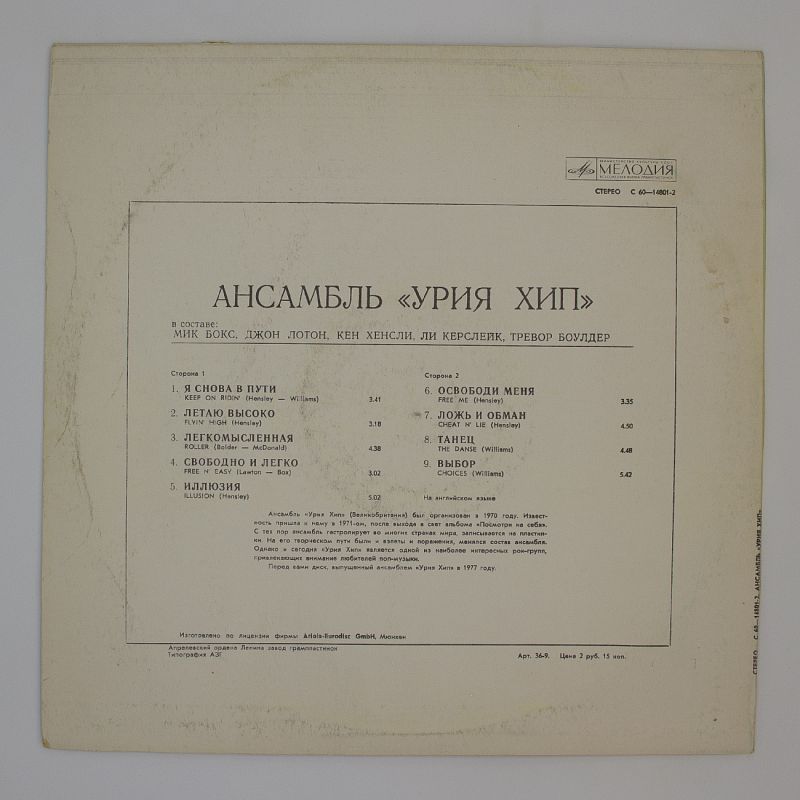 МИНИСТЕРСТВО КУЛЬТУРЫ СССР
МЕЛОДИЯ
ВСЕСОЮЗНАЯ ФИРМА ГРАМПЛАСТИНОК
СТЕРЕО С 60—14801-2
АНСАМБЛЬ «УРИЯ ХИП»
в составе:
МИК БОКС, ДЖОН ЛОТОН, КЕН ХЕНСЛИ, ЛИ КЕРСЛЕЙК, ТРЕВОР БОУЛДЕР
Сторона 1
1. Я СНОВА В ПУТИ
KEEP ON RIDIN' (Hensley — Williams) 3.41
2. ЛЕТАЮ ВЫСОКО
FLYIN' HIGH (Hensley) 3.18
3. ЛЕГКОМЫСЛЕННАЯ
ROLLER (Bolder — McDonald) 4.38
4. СВОБОДНО И ЛЕГКО
FREE N' EASY (Lawton — Box) 3.02
5. ИЛЛЮЗИЯ
ILLUSION (Hensley) 5.02
Сторона 2
6. ОСВОБОДИ МЕНЯ
FREE ME (Hensley) 3.35
7. ЛОЖЬ И ОБМАН
CHEAT N' LIE (Hensley) 4.50
8. ТАНЕЦ
THE DANSE (Williams) 4.48
9. ВЫБОР
CHOICES (Williams) 5.42
На английском языке
Ансамбль «Урия Хип» (Великобритания) был организован в 1970 году. Извест-
ность пришла к нему в 1971-ом, после выхода в свет альбома «Посмотри на себя».
С тех пор ансамбль гастролирует во многих странах мира, записывается на пластин-
ки. На его творческом пути были и взлеты и поражения, менялся состав ансамбля.
Однако и сегодня «Урия Хип» является одной из наиболее интересных рок-групп,
привлекающих внимание любителей поп-музыки.
Перед вами диск, выпущенный ансамблем «Урия Хип» в 1977 году.
Изготовлено по лицензии фирмы Ariola-Eurodisc GmbH, Мюнхен
Апрелевский ордена Ленина завод грампластинок
Типография АЗГ
Арт. 36-9. Цена 2 руб. 15 коп.
СТЕРЕО С 60—14801-2 АНСАМБЛЬ «УРИЯ ХИП»